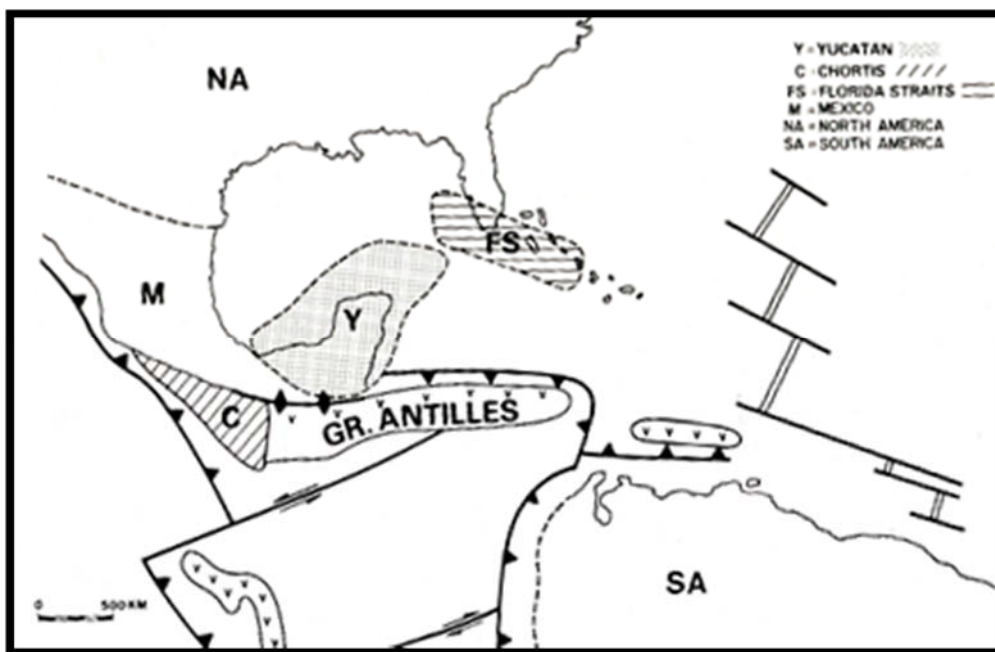 NA
Y = YUCATAN
C = CHORTIS
FS = FLORIDA STRAITS
M = MEXICO
NA = NORTH AMERICA
SA = SOUTH AMERICA
FS
M
Y
C
GR. ANTILLES
SA
0 500 KM